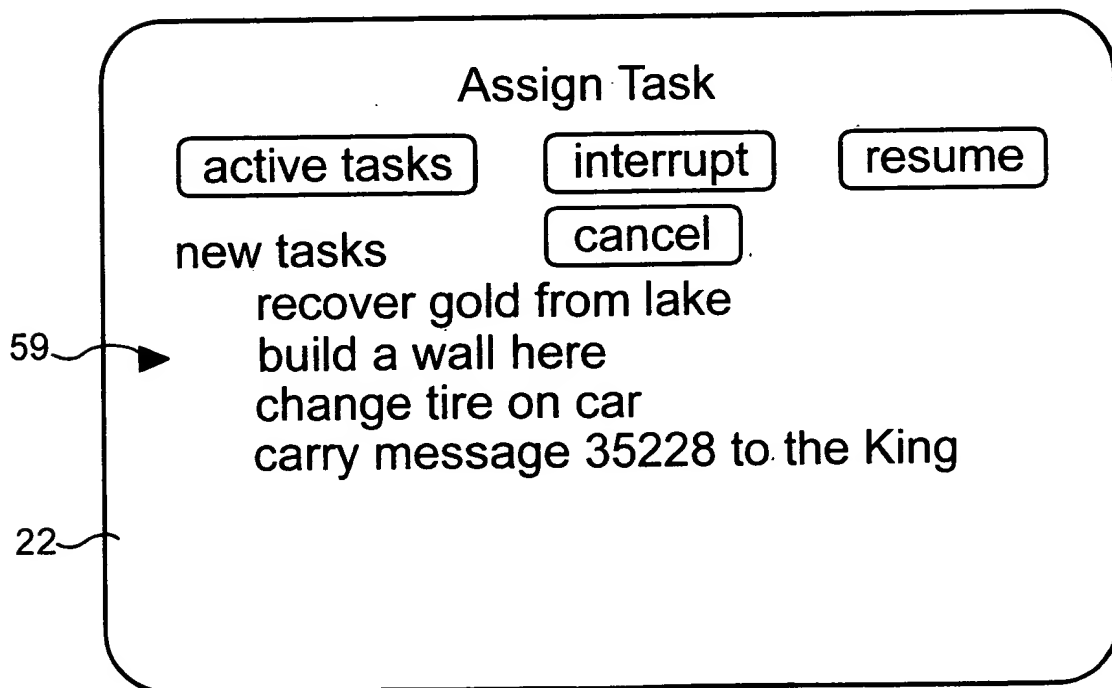 Assign Task
active tasks interrupt resume
new tasks cancel
recover gold from lake
59 build a wall here
change tire on car
carry message 35228 to the King
22